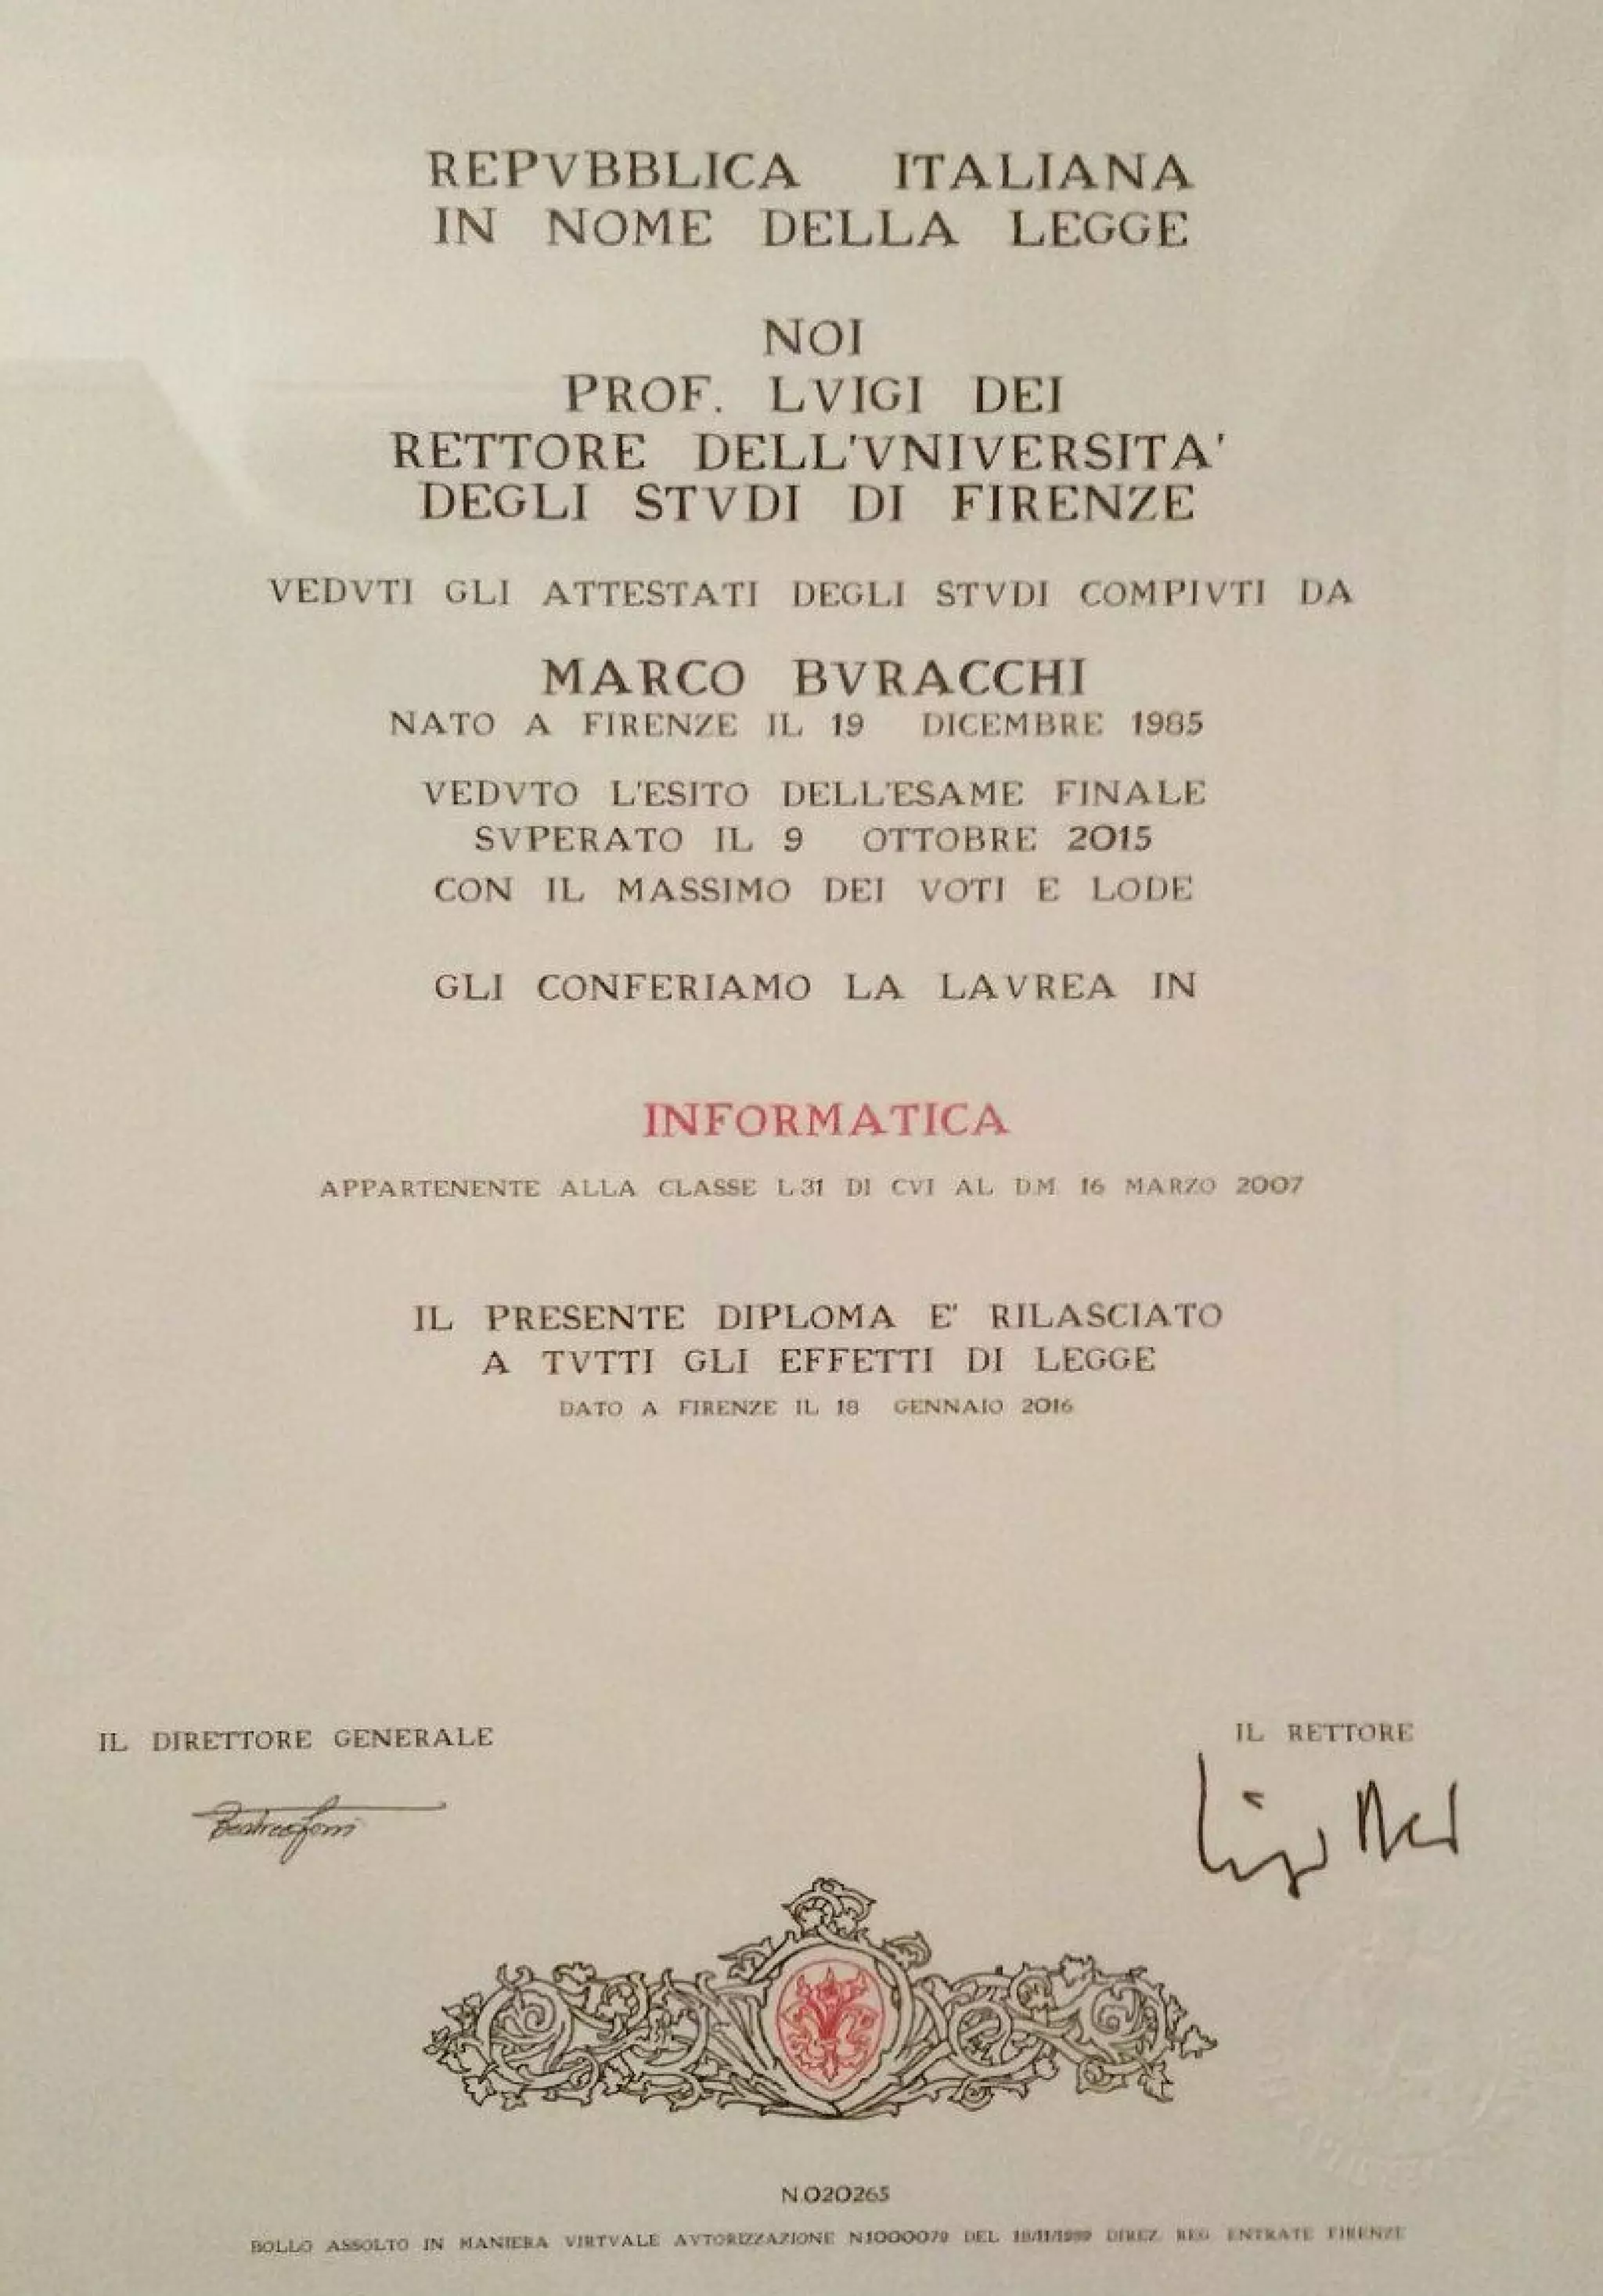 REPVBBLICA ITALIANA
IN NOME DELLA LEGGE
NOI
PROF. LVIGI DEI
RETTORE DELL'VNIVERSITA'
DEGLI STVDI DI FIRENZE
VEDVTI GLI ATTESTATI DEGLI STVDI COMPIVTI DA
MARCO BVRACCHI
NATO A FIRENZE IL 19 DICEMBRE 1985
VEDVTO L'ESITO DELL'ESAME FINALE
SVPERATO IL 9 OTTOBRE 2015
CON IL MASSIMO DEI VOTI E LODE
GLI CONFERIAMO LA LAVREA IN
INFORMATICA
APPARTENENTE ALLA CLASSE L-31 DI CVI AL D.M. 16 MARZO 2007
IL PRESENTE DIPLOMA E' RILASCIATO
A TVTTI GLI EFFETTI DI LEGGE
DATO A FIRENZE IL 18 GENNAIO 2016
IL DIRETTORE GENERALE
IL RETTORE
Luigi Dei
N.020265
BOLLO ASSOLTO IN MANIERA VIRTVALE AVTORIZZAZIONE N.1000079 DEL 18/11/1999 DIREZ. REG. ENTRATE FIRENZE